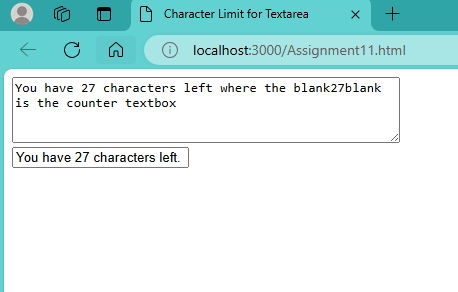 Character Limit for Textarea
localhost:3000/Assignment11.html
You have 27 characters left where the blank27blank
is the counter textbox
You have 27 characters left.